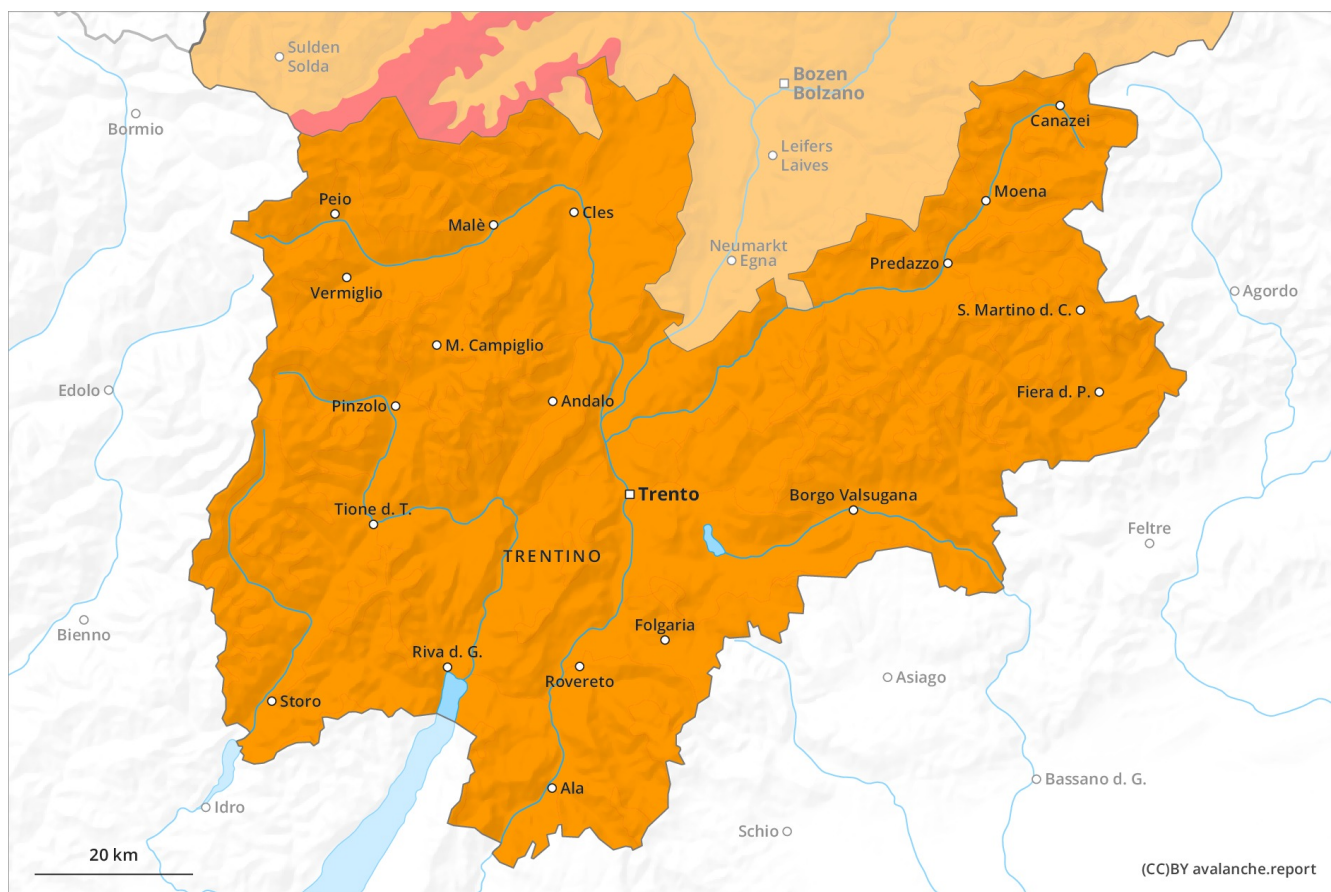 Sulden
Solda
Bozen
Bolzano
Bormio
Canazei
Leifers
Laives
Moena
Peio
Malè
Cles
Neumarkt
Egna
Predazzo
Vermiglio
Agordo
S. Martino d. C.
M. Campiglio
Edolo
Pinzolo
Andalo
Fiera d. P.
Trento
Borgo Valsugana
Tione d. T.
Feltre
TRENTINO
Bienno
Folgaria
Riva d. G.
Rovereto
Asiago
Storo
Bassano d. G.
Ala
Idro
Schio
20 km
(CC)BY avalanche.report